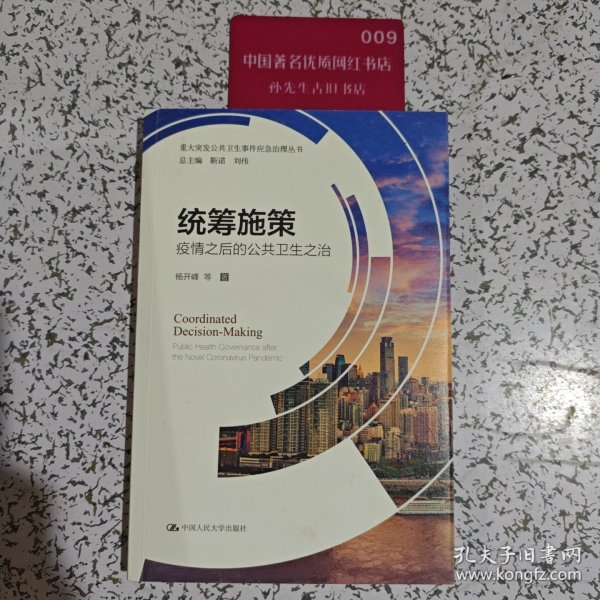 009
中国著名优质网红书店
孙先生古旧书店
重大突发公共卫生事件应急治理丛书
总主编 靳诺 刘伟
统筹施策
疫情之后的公共卫生之治
杨开峰 等 著
Coordinated
Decision-Making
Public Health Governance after
the Novel Coronavirus Pandemic
中国人民大学出版社
孔夫子旧书网
www.kongfz.com